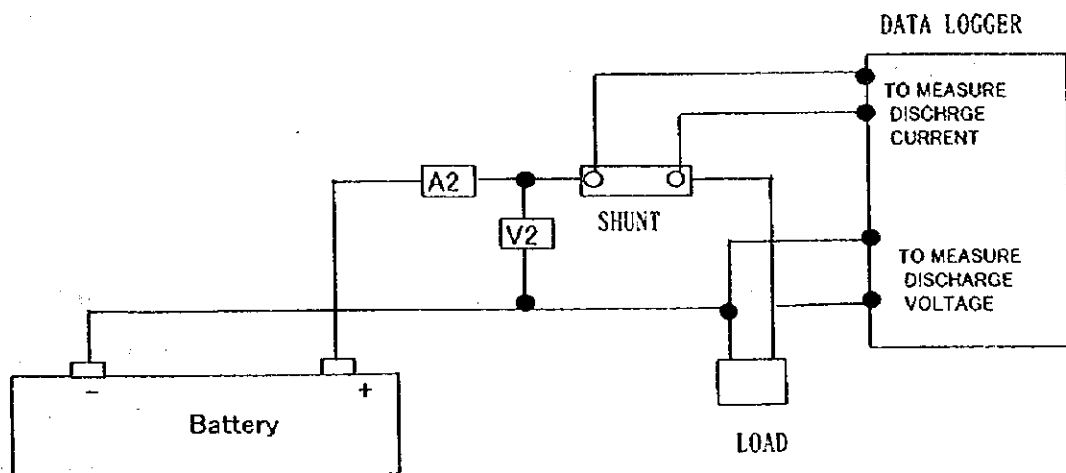 DATA LOGGER
TO MEASURE
DISCHRGE
CURRENT
A2
SHUNT
V2
TO MEASURE
DISCHARGE
VOLTAGE
-
+
Battery
LOAD